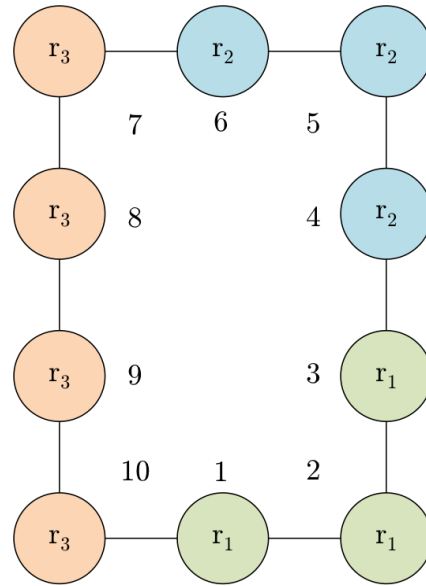 r₃ r₂ r₂
7 6 5
r₃ 8 4 r₂
r₃ 9 3 r₁
10 1 2
r₃ r₁ r₁